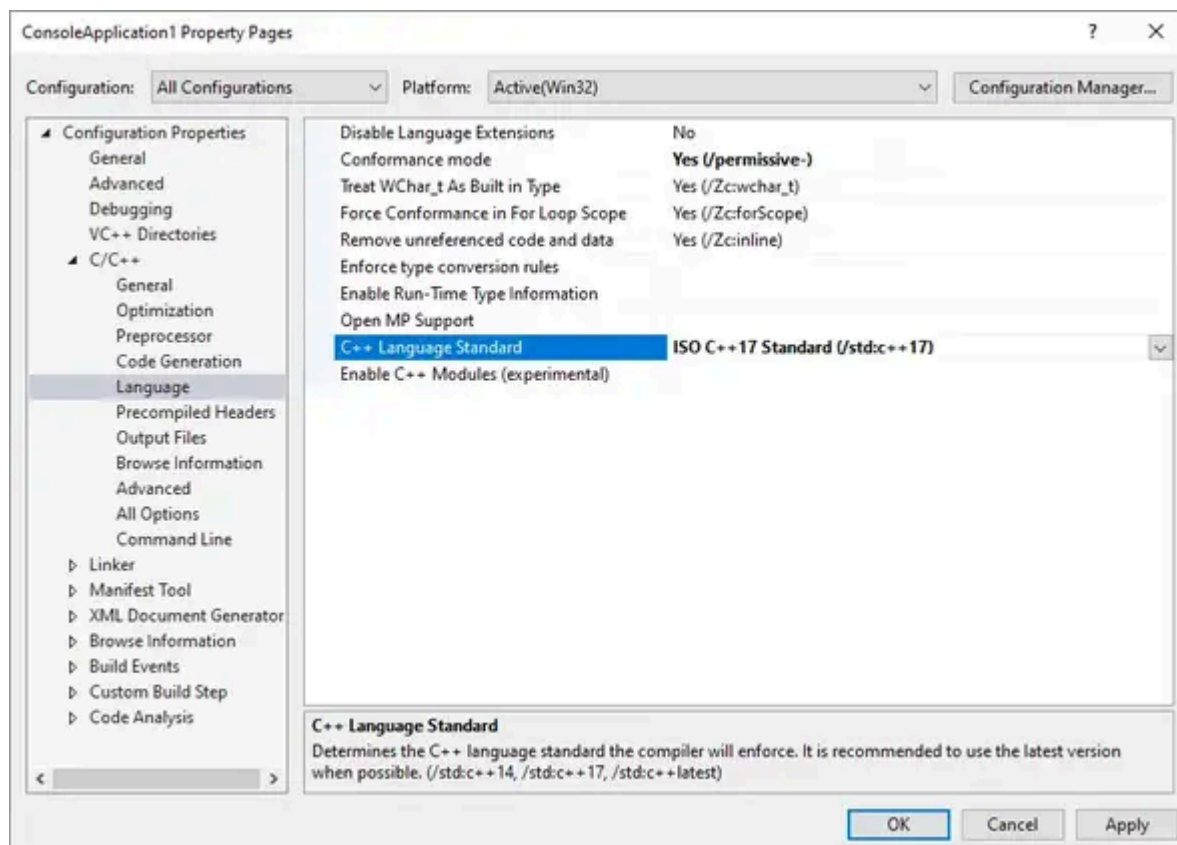 ConsoleApplication1 Property Pages
Configuration: All Configurations Platform: Active(Win32) Configuration Manager...
Configuration Properties
General
Advanced
Debugging
VC++ Directories
C/C++
General
Optimization
Preprocessor
Code Generation
Language
Precompiled Headers
Output Files
Browse Information
Advanced
All Options
Command Line
Linker
Manifest Tool
XML Document Generator
Browse Information
Build Events
Custom Build Step
Code Analysis
Disable Language Extensions No
Conformance mode Yes (/permissive-)
Treat WChar_t As Built in Type Yes (/Zc:wchar_t)
Force Conformance in For Loop Scope Yes (/Zc:forScope)
Remove unreferenced code and data Yes (/Zc:inline)
Enforce type conversion rules
Enable Run-Time Type Information
Open MP Support
C++ Language Standard ISO C++17 Standard (/std:c++17)
Enable C++ Modules (experimental)
C++ Language Standard
Determines the C++ language standard the compiler will enforce. It is recommended to use the latest version
when possible. (/std:c++14, /std:c++17, /std:c++latest)
OK Cancel Apply